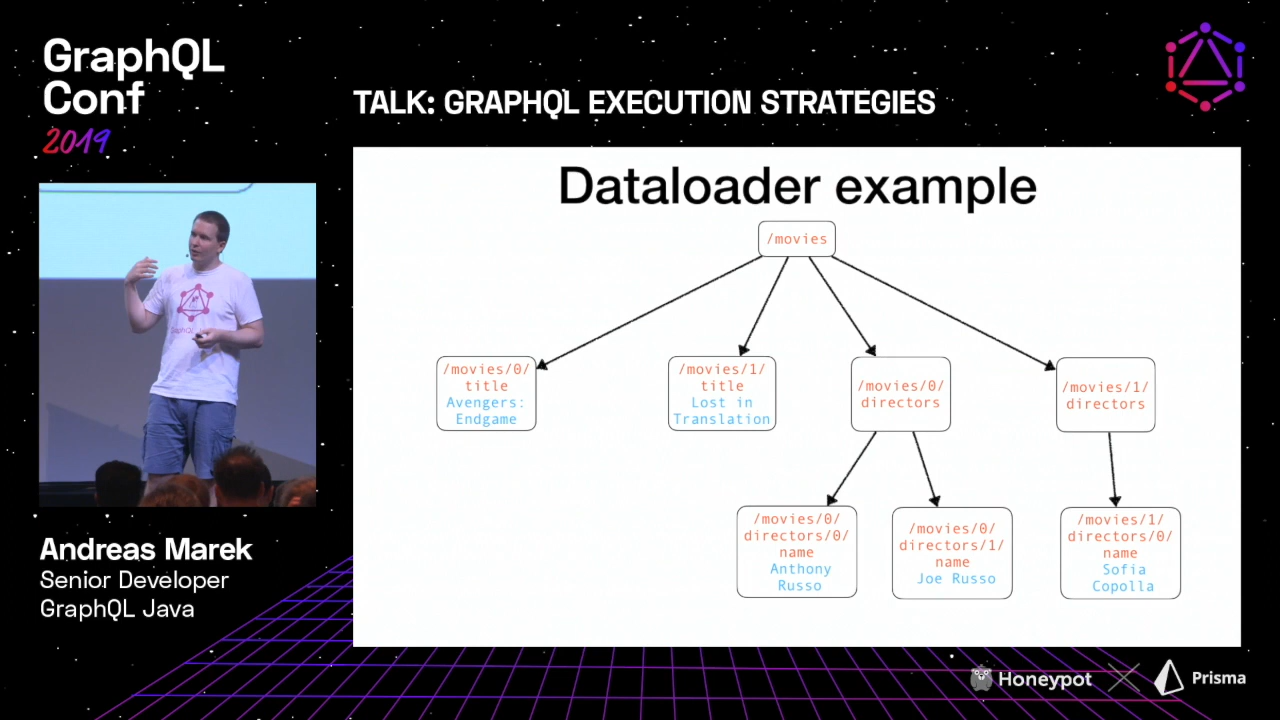 GraphQL
Conf
2019
TALK: GRAPHQL EXECUTION STRATEGIES
Dataloader example
/movies
/movies/0/
title
Avengers:
Endgame
/movies/1/
title
Lost in
Translation
/movies/0/
directors
/movies/1/
directors
/movies/0/
directors/0/
name
Anthony
Russo
/movies/0/
directors/1/
name
Joe Russo
/movies/1/
directors/0/
name
Sofia
Copolla
Andreas Marek
Senior Developer
GraphQL Java
Honeypot
Prisma